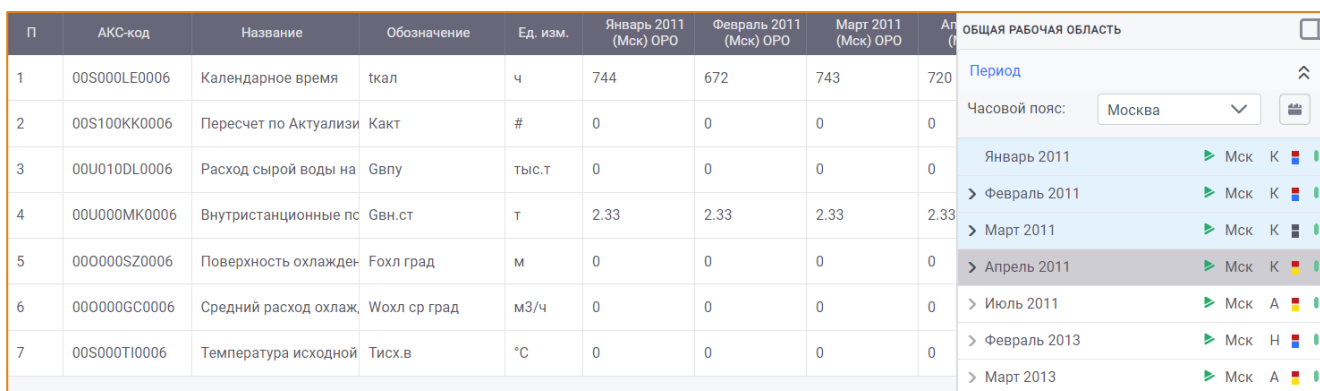 П АКС-код Название Обозначение Ед. изм. Январь 2011 (Мск) ОРО Февраль 2011 (Мск) ОРО Март 2011 (Мск) ОРО
1 00S000LE0006 Календарное время tкал ч 744 672 743 720
2 00S100KK0006 Пересчет по Актуализи Какт # 0 0 0 0
3 00U010DL0006 Расход сырой воды на Gвпу тыс.т 0 0 0 0
4 00U000MK0006 Внутристанционные по Gвн.ст т 2.33 2.33 2.33 2.33
5 000000SZ0006 Поверхность охлажден Fохл град м 0 0 0 0
6 00O000GC0006 Средний расход охлаж, Wохл ср град м3/ч 0 0 0 0
7 00S000TI0006 Температура исходной Тисх.в °С 0 0 0 0
ОБЩАЯ РАБОЧАЯ ОБЛАСТЬ
Период
Часовой пояс: Москва
Январь 2011 Мск К
Февраль 2011 Мск К
Март 2011 Мск К
Апрель 2011 Мск К
Июль 2011 Мск А
Февраль 2013 Мск Н
Март 2013 Мск А